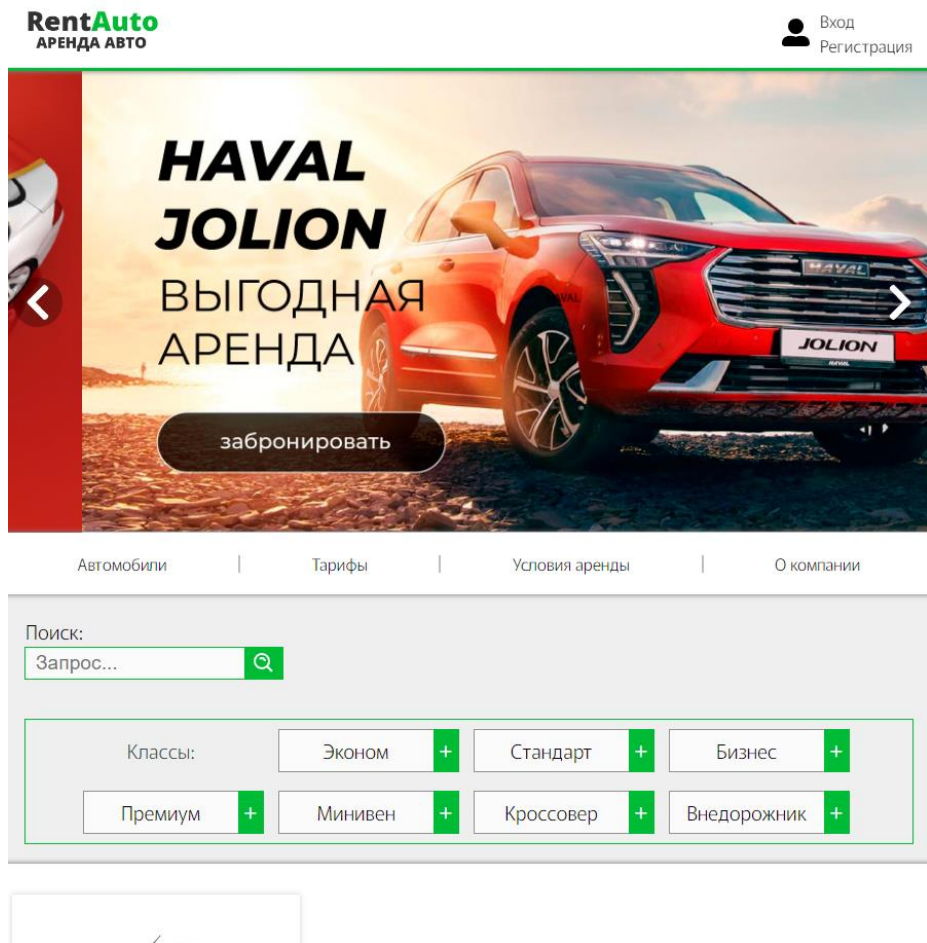 RentAuto
АРЕНДА АВТО
Вход
Регистрация
HAVAL
JOLION
ВЫГОДНАЯ
АРЕНДА
забронировать
HAVAL
JOLION
HAVAL
Автомобили | Тарифы | Условия аренды | О компании
Поиск:
Запрос...
Классы: Эконом + Стандарт + Бизнес +
Премиум + Минивен + Кроссовер + Внедорожник +